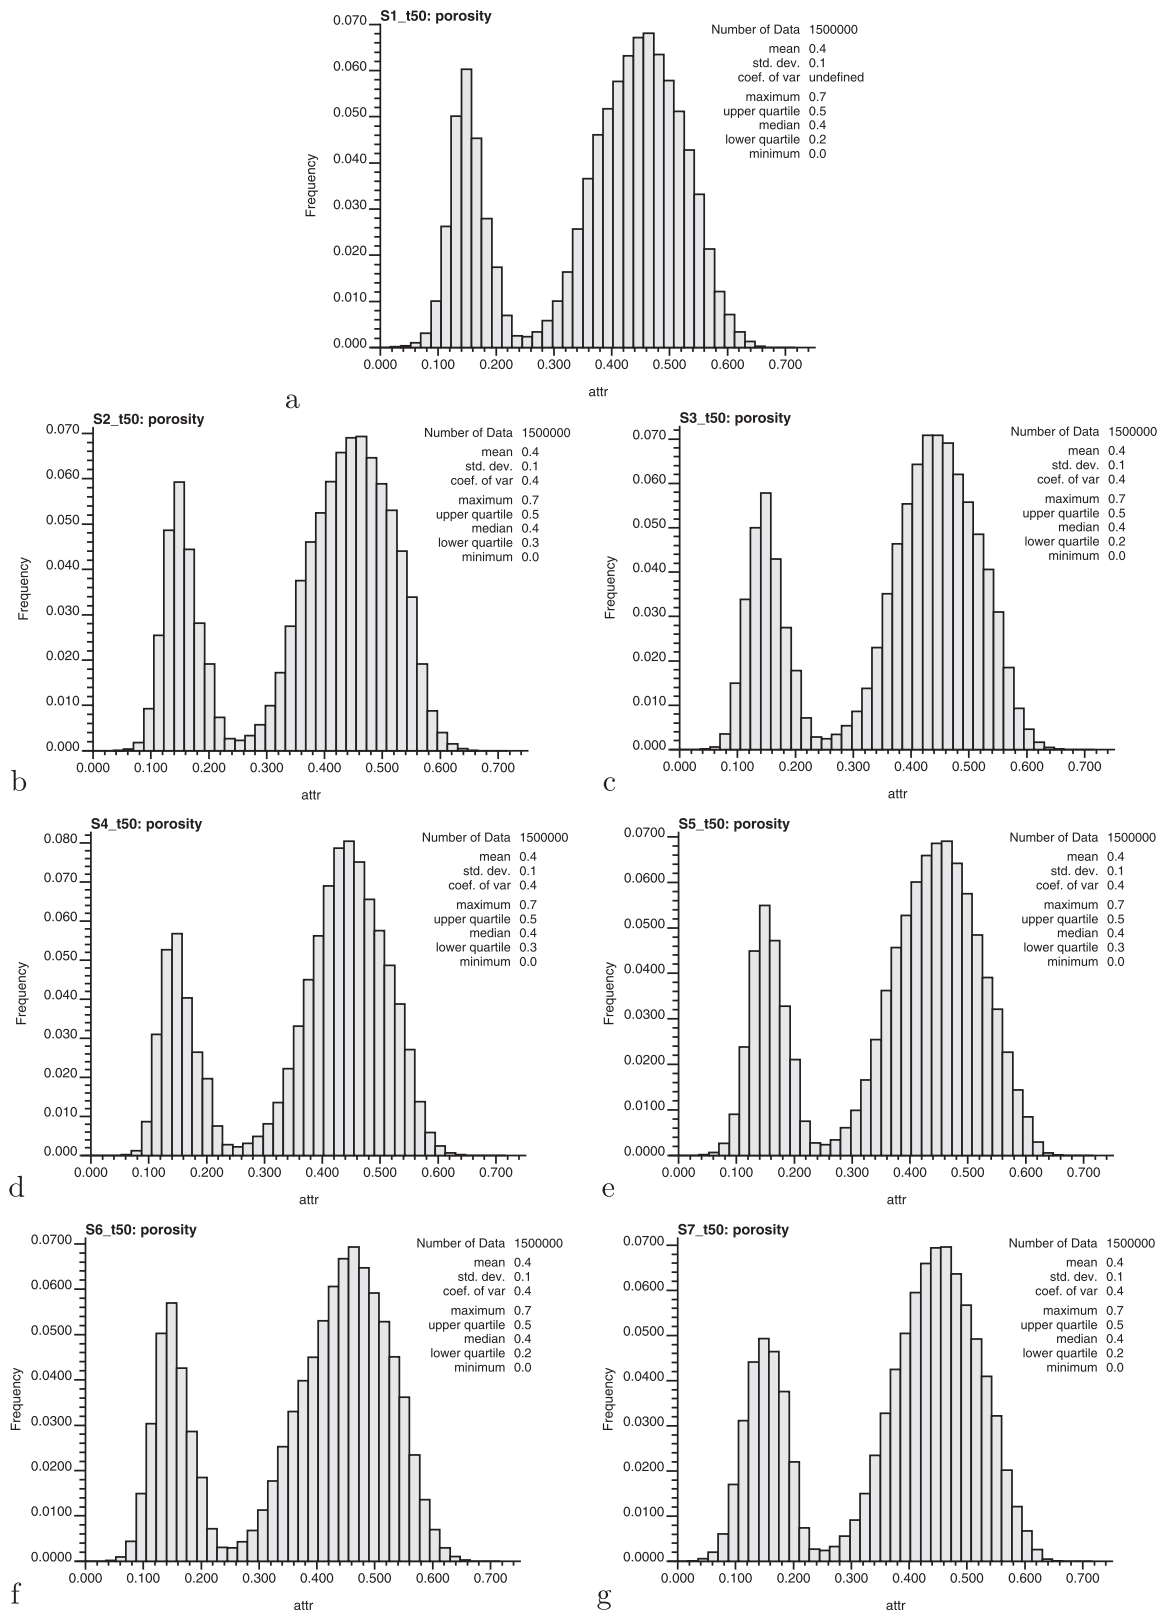 S1_t50: porosity
Number of Data 1500000
mean 0.4
std. dev. 0.1
coef. of var undefined
maximum 0.7
upper quartile 0.5
median 0.4
lower quartile 0.2
minimum 0.0
Frequency
0.070
0.060
0.050
0.040
0.030
0.020
0.010
0.000
0.000 0.100 0.200 0.300 0.400 0.500 0.600 0.700
attr
a
S2_t50: porosity
Number of Data 1500000
mean 0.4
std. dev. 0.1
coef. of var 0.4
maximum 0.7
upper quartile 0.5
median 0.4
lower quartile 0.3
minimum 0.0
Frequency
0.070
0.060
0.050
0.040
0.030
0.020
0.010
0.000
0.000 0.100 0.200 0.300 0.400 0.500 0.600 0.700
attr
b
S3_t50: porosity
Number of Data 1500000
mean 0.4
std. dev. 0.1
coef. of var 0.4
maximum 0.7
upper quartile 0.5
median 0.4
lower quartile 0.2
minimum 0.0
Frequency
0.070
0.060
0.050
0.040
0.030
0.020
0.010
0.000
0.000 0.100 0.200 0.300 0.400 0.500 0.600 0.700
attr
c
S4_t50: porosity
Number of Data 1500000
mean 0.4
std. dev. 0.1
coef. of var 0.4
maximum 0.7
upper quartile 0.5
median 0.4
lower quartile 0.3
minimum 0.0
Frequency
0.080
0.070
0.060
0.050
0.040
0.030
0.020
0.010
0.000
0.000 0.100 0.200 0.300 0.400 0.500 0.600 0.700
attr
d
S5_t50: porosity
Number of Data 1500000
mean 0.4
std. dev. 0.1
coef. of var 0.4
maximum 0.7
upper quartile 0.5
median 0.4
lower quartile 0.3
minimum 0.0
Frequency
0.0700
0.0600
0.0500
0.0400
0.0300
0.0200
0.0100
0.0000
0.000 0.100 0.200 0.300 0.400 0.500 0.600 0.700
attr
e
S6_t50: porosity
Number of Data 1500000
mean 0.4
std. dev. 0.1
coef. of var 0.4
maximum 0.7
upper quartile 0.5
median 0.4
lower quartile 0.2
minimum 0.0
Frequency
0.0700
0.0600
0.0500
0.0400
0.0300
0.0200
0.0100
0.0000
0.000 0.100 0.200 0.300 0.400 0.500 0.600 0.700
attr
f
S7_t50: porosity
Number of Data 1500000
mean 0.4
std. dev. 0.1
coef. of var 0.4
maximum 0.7
upper quartile 0.5
median 0.4
lower quartile 0.2
minimum 0.0
Frequency
0.0700
0.0600
0.0500
0.0400
0.0300
0.0200
0.0100
0.0000
0.000 0.100 0.200 0.300 0.400 0.500 0.600 0.700
attr
g